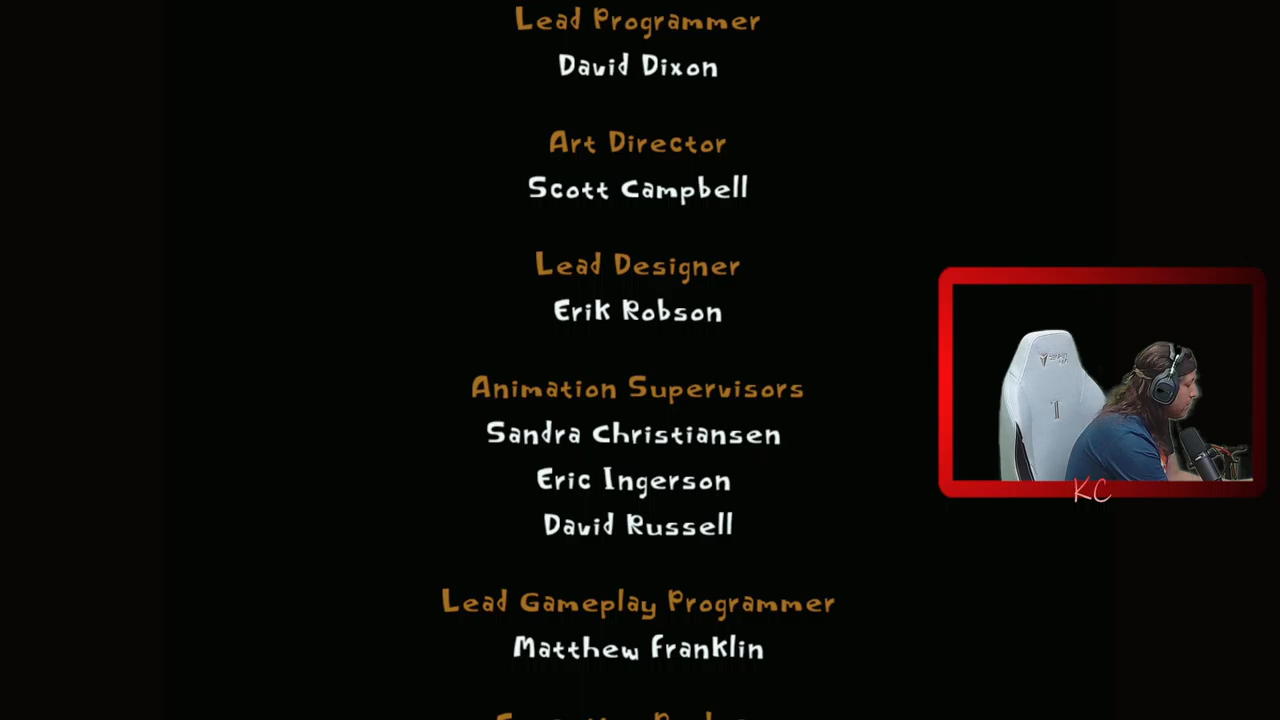 Lead Programmer
David Dixon
Art Director
Scott Campbell
Lead Designer
Erik Robson
Animation Supervisors
Sandra Christiansen
Eric Ingerson
David Russell
Lead Gameplay Programmer
Matthew Franklin
KC